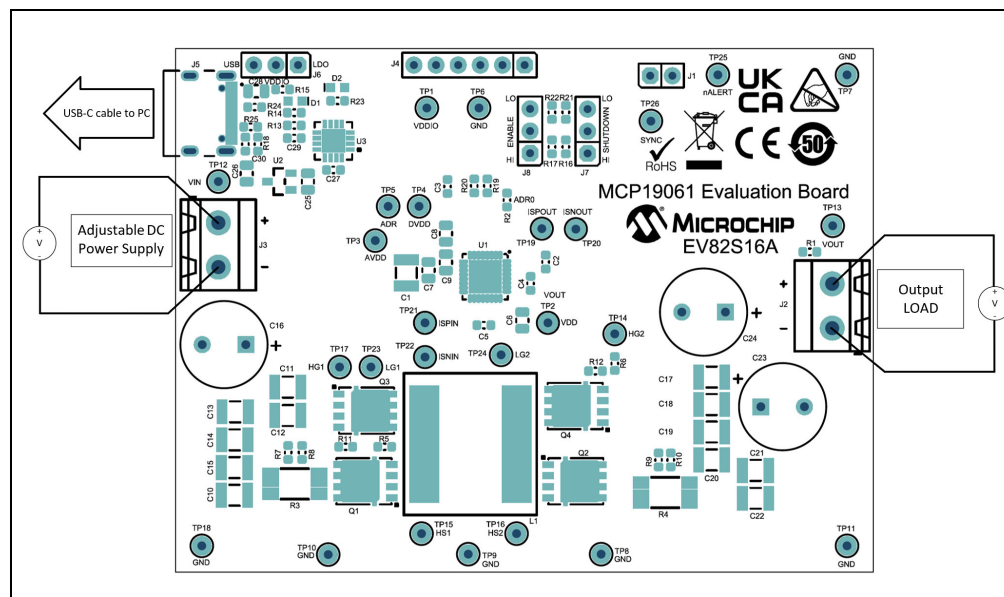 J5
USB
LDO
J6
VDDIO
C28
R15
D2
R24
D1
R23
R14
R25
R13
R18
U3
C29
C30
U2
C27
C26
C25
TP12
VIN
USB-C cable to PC
J4
TP1
VDDIO
TP6
GND
LO
ENABLE
HI
J8
R22
R21
R17
R16
LO
SHUTDOWN
HI
J7
J1
TP25
nALERT
TP26
SYNC
GND
TP7
UK
CA
RoHS
CE
50
MCP19061 Evaluation Board
MICROCHIP
EV82S16A
Adjustable DC
Power Supply
+
V
-
+
J3
-
TP5
ADR
TP4
DVDD
TP3
AVDD
C3
R20
R19
R2
ADR0
ISPOUT
TP19
ISNOUT
TP20
U1
C8
C9
C7
C1
C2
C4
C6
C5
VOUT
TP2
VDD
TP21
ISPIN
TP22
ISNIN
TP24
LG2
TP14
HG2
R12
R6
TP13
VOUT
R1
+
J2
-
Output
LOAD
+
V
-
C16
+
TP17
HG1
TP23
LG1
Q3
C11
C12
C13
C14
C15
C10
R7
R8
R3
R11
R5
Q1
Q4
Q2
L1
C24
+
C23
+
C17
C18
C19
C20
C21
C22
R9
R10
R4
TP18
GND
TP10
GND
TP15
HS1
TP16
HS2
TP9
GND
TP8
GND
TP11
GND